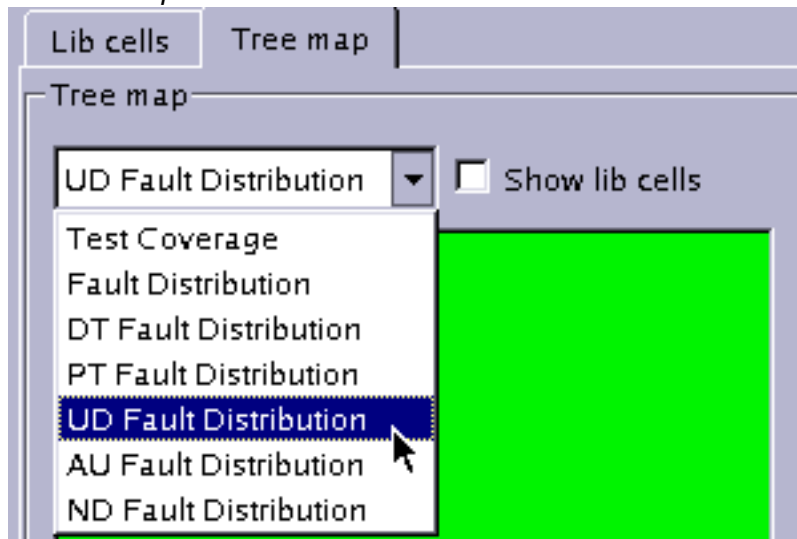 Lib cells Tree map
Tree map
UD Fault Distribution Show lib cells
Test Coverage
Fault Distribution
DT Fault Distribution
PT Fault Distribution
UD Fault Distribution
AU Fault Distribution
ND Fault Distribution